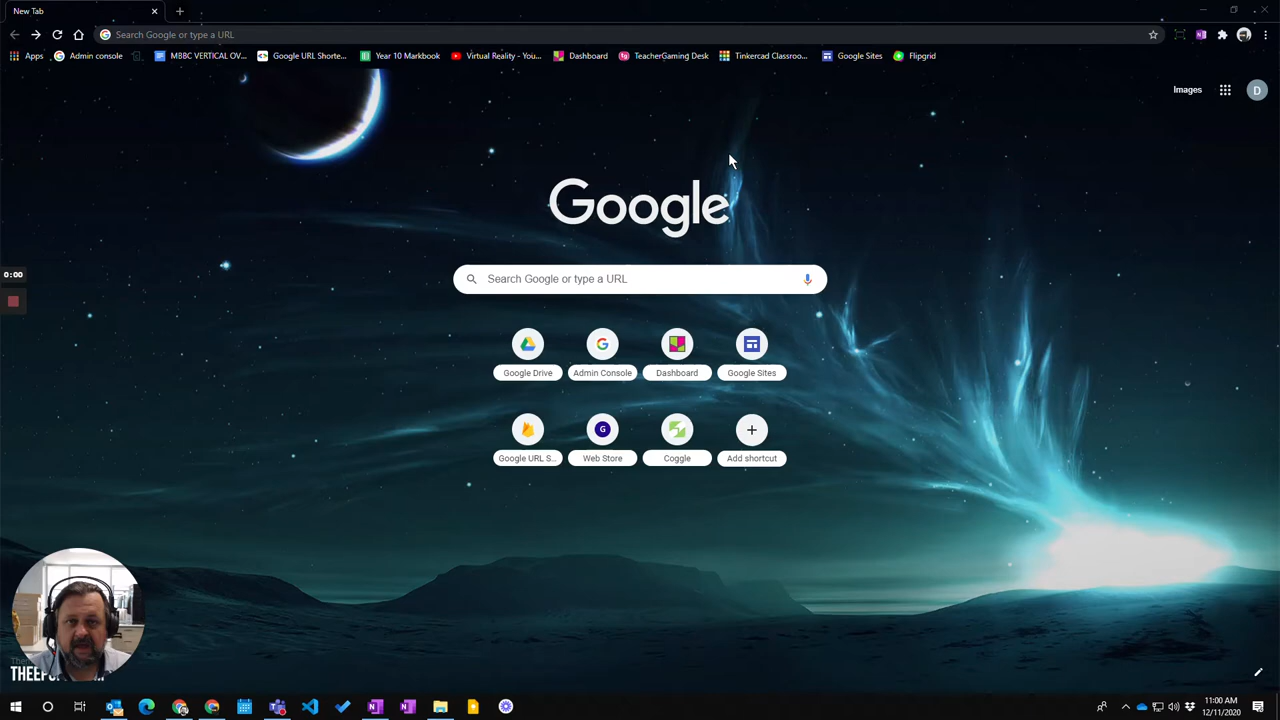 New Tab
Search Google or type a URL
Apps
Admin console
MBBC VERTICAL OV...
Google URL Shorte...
Year 10 Markbook
Virtual Reality - You...
Dashboard
TeacherGaming Desk
Tinkercad Classroo...
Google Sites
Flipgrid
Images
D
Google
0:00
Search Google or type a URL
Google Drive
Admin Console
Dashboard
Google Sites
Google URL S...
G
Web Store
Coggle
Add shortcut
11:00 AM
12/11/2020